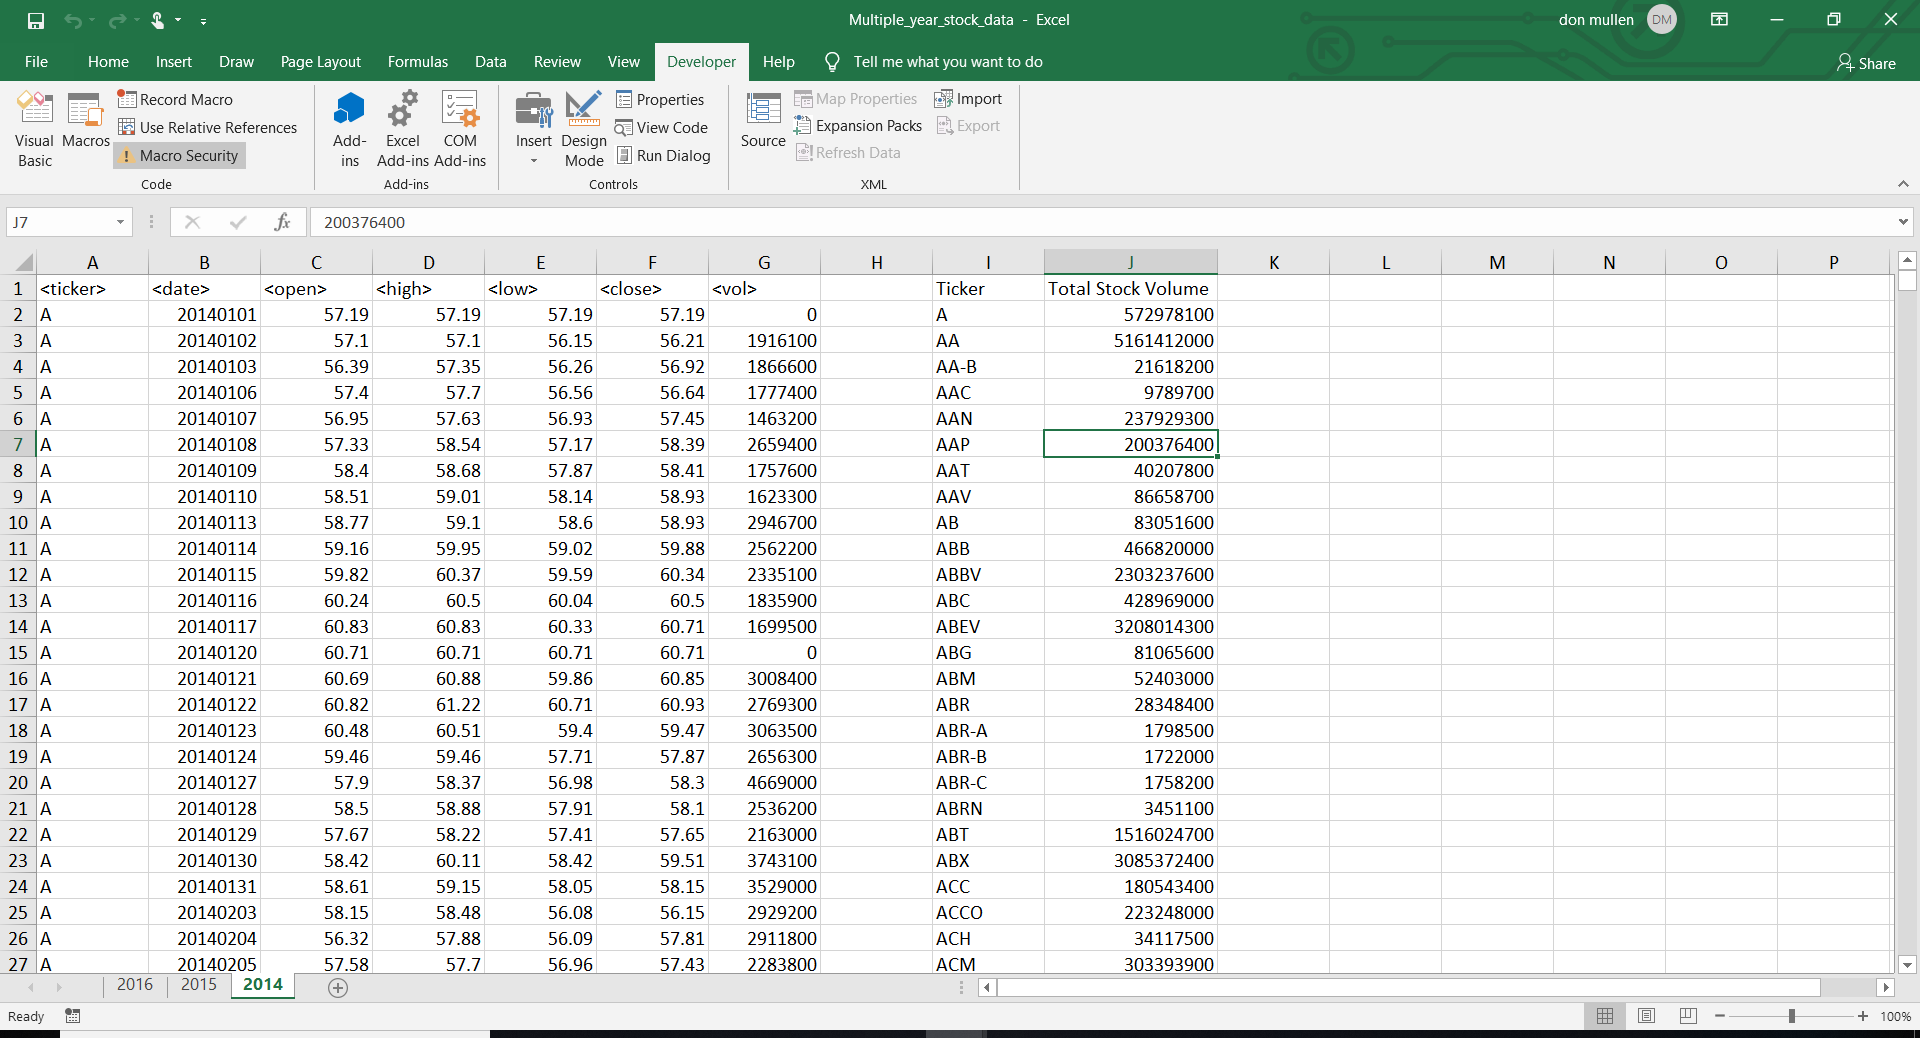 Multiple_year_stock_data - Excel
don mullen DM
File Home Insert Draw Page Layout Formulas Data Review View Developer Help Tell me what you want to do Share
Visual Basic
Macros
Record Macro
Use Relative References
Macro Security
Code
Add-ins
Excel Add-ins
COM Add-ins
Add-ins
Insert
Design Mode
Properties
View Code
Run Dialog
Controls
Source
Map Properties
Expansion Packs
Refresh Data
Import
Export
XML
J7 fx 200376400
A B C D E F G H I J K L M N O P
1 <ticker> <date> <open> <high> <low> <close> <vol> Ticker Total Stock Volume
2 A 20140101 57.19 57.19 57.19 57.19 0 A 572978100
3 A 20140102 57.1 57.1 56.15 56.21 1916100 AA 5161412000
4 A 20140103 56.39 57.35 56.26 56.92 1866600 AA-B 21618200
5 A 20140106 57.4 57.7 56.56 56.64 1777400 AAC 9789700
6 A 20140107 56.95 57.63 56.93 57.45 1463200 AAN 237929300
7 A 20140108 57.33 58.54 57.17 58.39 2659400 AAP 200376400
8 A 20140109 58.4 58.68 57.87 58.41 1757600 AAT 40207800
9 A 20140110 58.51 59.01 58.14 58.93 1623300 AAV 86658700
10 A 20140113 58.77 59.1 58.6 58.93 2946700 AB 83051600
11 A 20140114 59.16 59.95 59.02 59.88 2562200 ABB 466820000
12 A 20140115 59.82 60.37 59.59 60.34 2335100 ABBV 2303237600
13 A 20140116 60.24 60.5 60.04 60.5 1835900 ABC 428969000
14 A 20140117 60.83 60.83 60.33 60.71 1699500 ABEV 3208014300
15 A 20140120 60.71 60.71 60.71 60.71 0 ABG 81065600
16 A 20140121 60.69 60.88 59.86 60.85 3008400 ABM 52403000
17 A 20140122 60.82 61.22 60.71 60.93 2769300 ABR 28348400
18 A 20140123 60.48 60.51 59.4 59.47 3063500 ABR-A 1798500
19 A 20140124 59.46 59.46 57.71 57.87 2656300 ABR-B 1722000
20 A 20140127 57.9 58.37 56.98 58.3 4669000 ABR-C 1758200
21 A 20140128 58.5 58.88 57.91 58.1 2536200 ABRN 3451100
22 A 20140129 57.67 58.22 57.41 57.65 2163000 ABT 1516024700
23 A 20140130 58.42 60.11 58.42 59.51 3743100 ABX 3085372400
24 A 20140131 58.61 59.15 58.05 58.15 3529000 ACC 180543400
25 A 20140203 58.15 58.48 56.08 56.15 2929200 ACCO 223248000
26 A 20140204 56.32 57.88 56.09 57.81 2911800 ACH 34117500
27 A 20140205 57.58 57.7 56.96 57.43 2283800 ACM 303393900
2016 2015 2014
Ready 100%